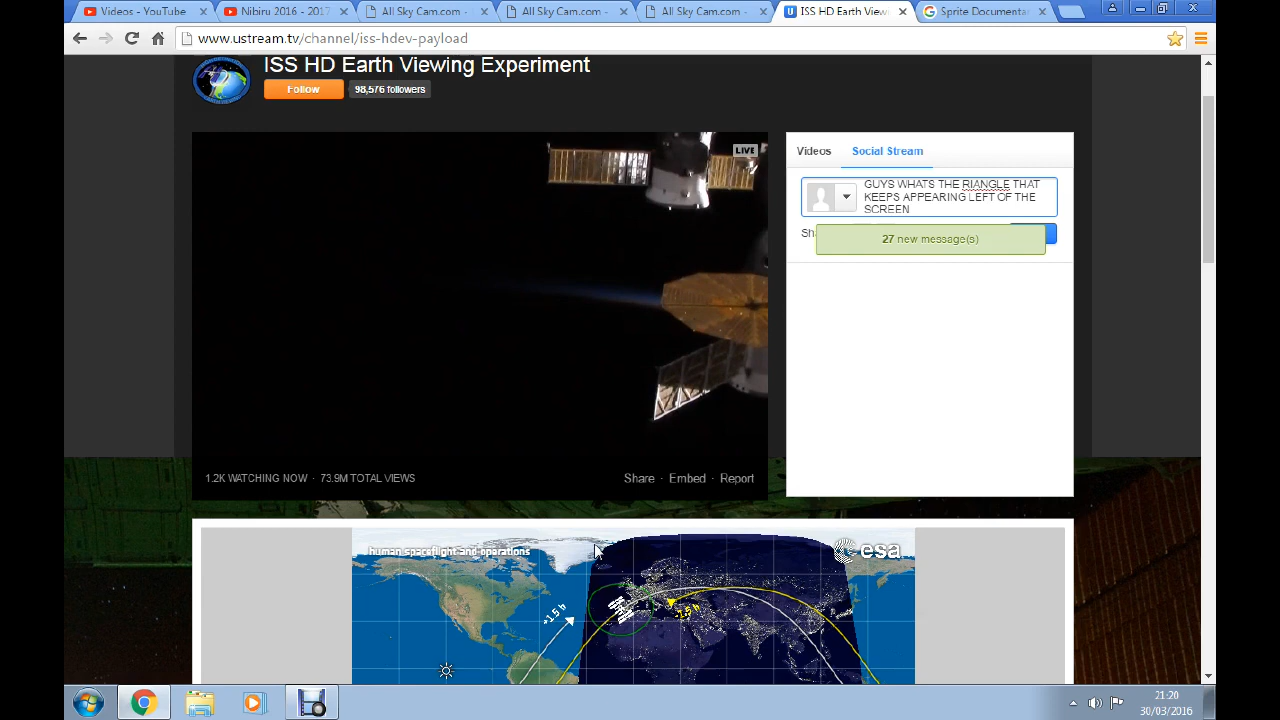 Videos - YouTube
Nibiru 2016 - 2017
All Sky Cam.com -
All Sky Cam.com -
All Sky Cam.com -
ISS HD Earth View
Sprite Documenta
www.ustream.tv/channel/iss-hdev-payload
ISS HD Earth Viewing Experiment
Follow
98,576 followers
LIVE
Videos
Social Stream
GUYS WHATS THE RIANGLE THAT
KEEPS APPEARING LEFT OF THE
SCREEN
27 new message(s)
1.2K WATCHING NOW · 73.9M TOTAL VIEWS
Share · Embed · Report
human spaceflight and operations
esa
+1.5 h
-1.5 h
21:20
30/03/2016